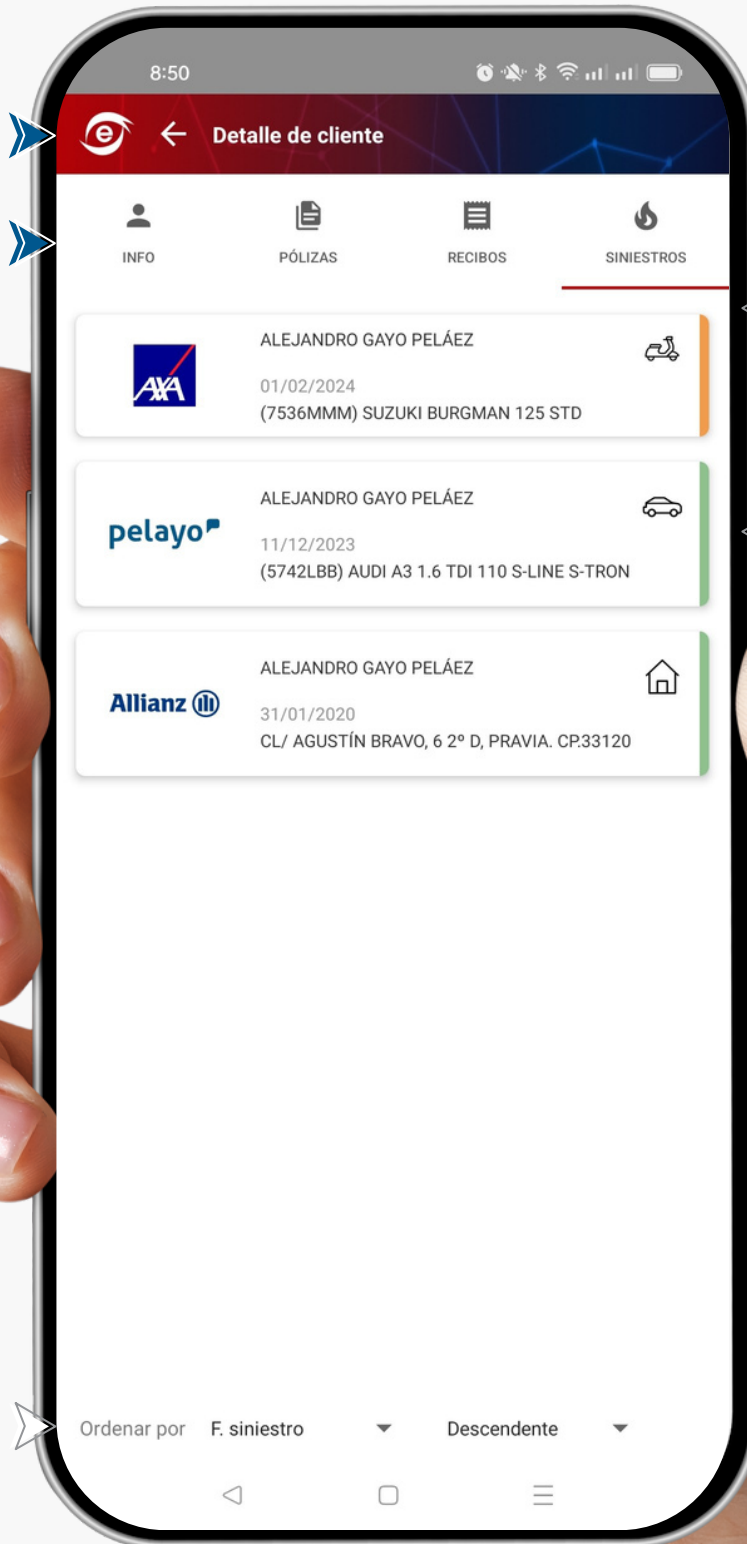 8:50
e
Detalle de cliente
INFO
PÓLIZAS
RECIBOS
SINIESTROS
AXA
ALEJANDRO GAYO PELÁEZ
01/02/2024
(7536MMM) SUZUKI BURGMAN 125 STD
pelayo
ALEJANDRO GAYO PELÁEZ
11/12/2023
(5742LBB) AUDI A3 1.6 TDI 110 S-LINE S-TRON
Allianz
ALEJANDRO GAYO PELÁEZ
31/01/2020
CL/ AGUSTÍN BRAVO, 6 2º D, PRAVIA. CP.33120
Ordenar por F. siniestro Descendente